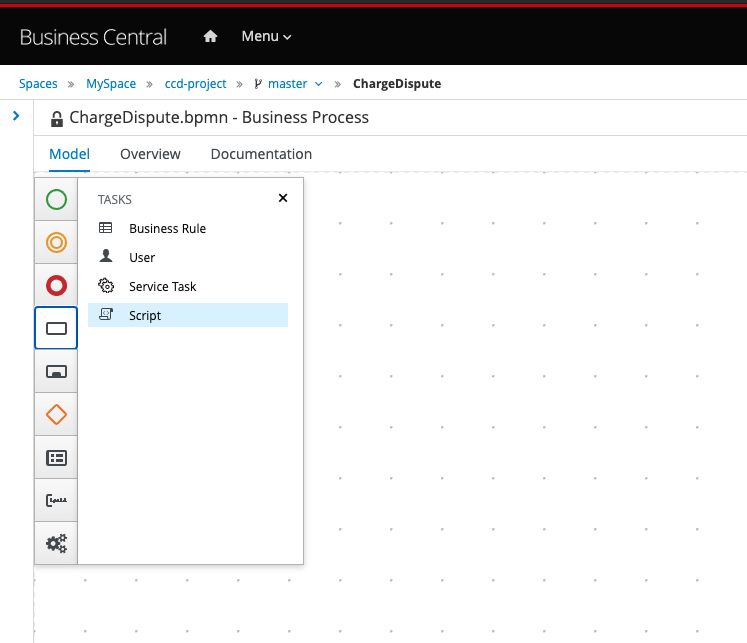 Business Central Menu
Spaces » MySpace » ccd-project » master » ChargeDispute
ChargeDispute.bpmn - Business Process
Model Overview Documentation
TASKS
Business Rule
User
Service Task
Script